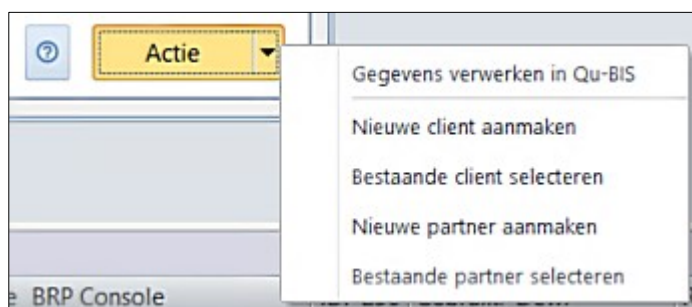 Actie
Gegevens verwerken in Qu-BIS
Nieuwe client aanmaken
Bestaande client selecteren
Nieuwe partner aanmaken
Bestaande partner selecteren
e BRP Console